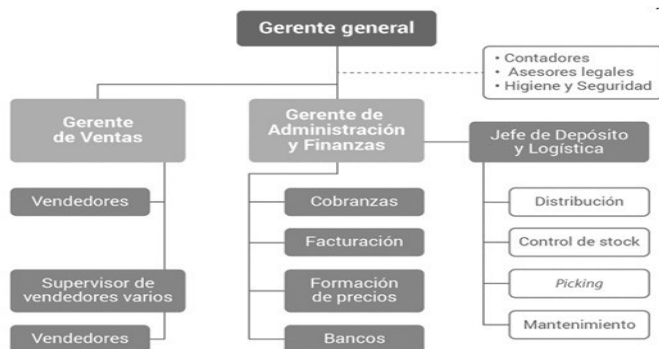 Gerente general
• Contadores
• Asesores legales
• Higiene y Seguridad
Gerente
de Ventas
Gerente de
Administración
y Finanzas
Jefe de Depósito
y Logística
Vendedores
Cobranzas
Distribución
Facturación
Control de stock
Supervisor de
vendedores varios
Formación
de precios
Picking
Vendedores
Bancos
Mantenimiento